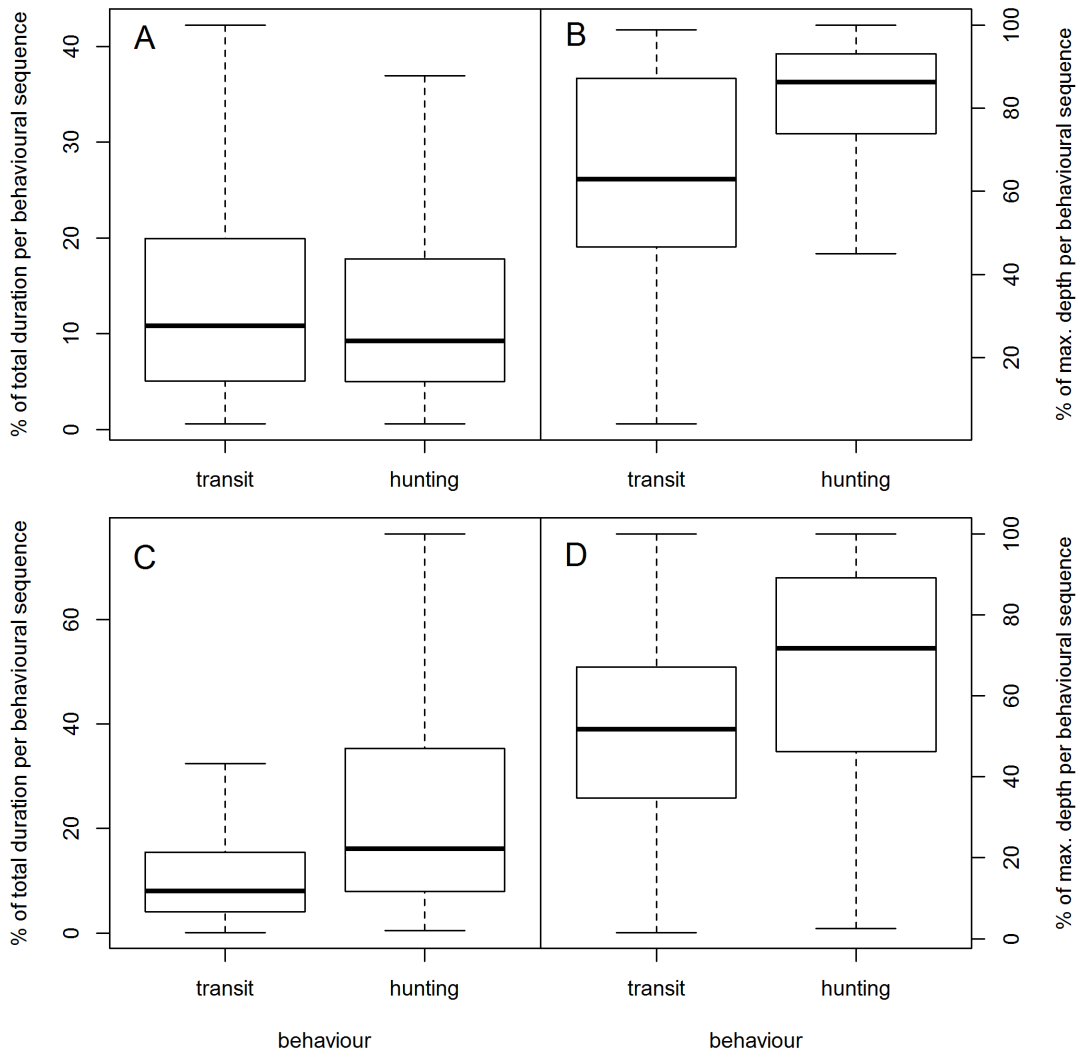 A
B
% of total duration per behavioural sequence
0
10
20
30
40
20
40
60
80
100
% of max. depth per behavioural sequence
transit
hunting
transit
hunting
C
D
% of total duration per behavioural sequence
0
20
40
60
0
20
40
60
80
100
% of max. depth per behavioural sequence
transit
hunting
transit
hunting
behaviour
behaviour